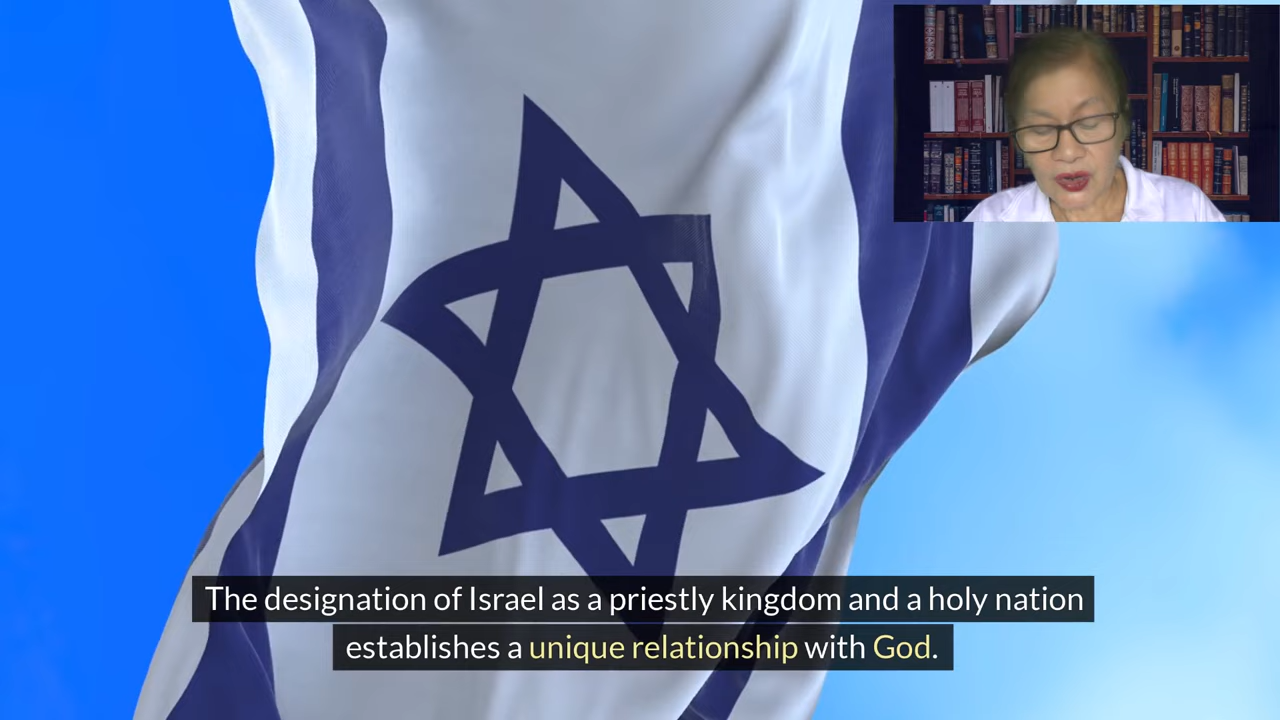 The designation of Israel as a priestly kingdom and a holy nation
establishes a unique relationship with God.